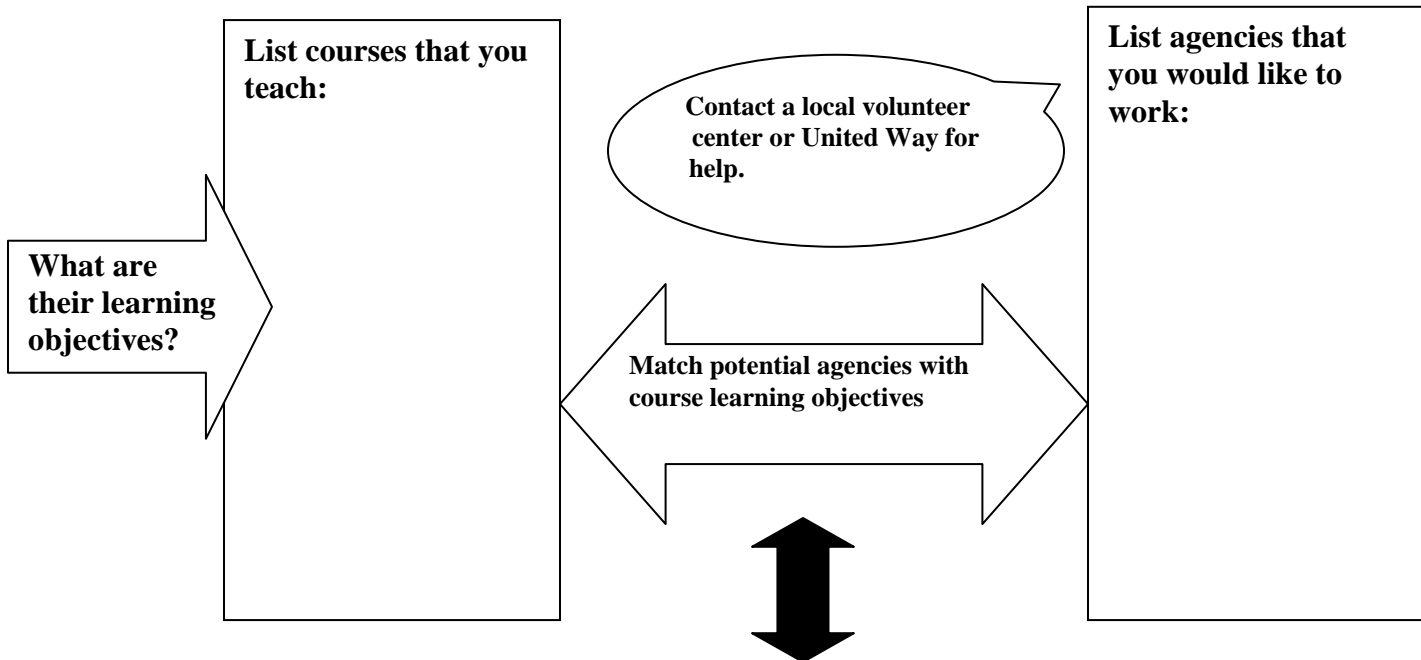 List courses that you
teach:
Contact a local volunteer
center or United Way for
help.
List agencies that
you would like to
work:
What are
their learning
objectives?
Match potential agencies with
course learning objectives